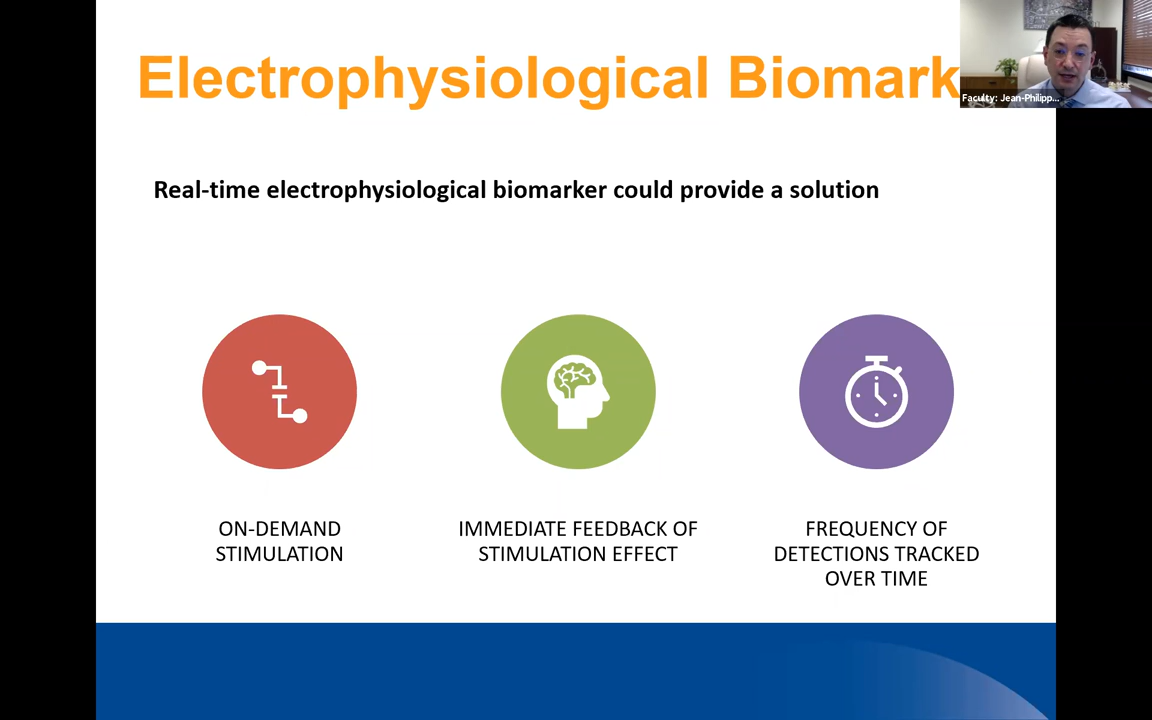 Electrophysiological Biomark
Faculty: Jean-Philipp...
Real-time electrophysiological biomarker could provide a solution
ON-DEMAND
STIMULATION
IMMEDIATE FEEDBACK OF
STIMULATION EFFECT
FREQUENCY OF
DETECTIONS TRACKED
OVER TIME